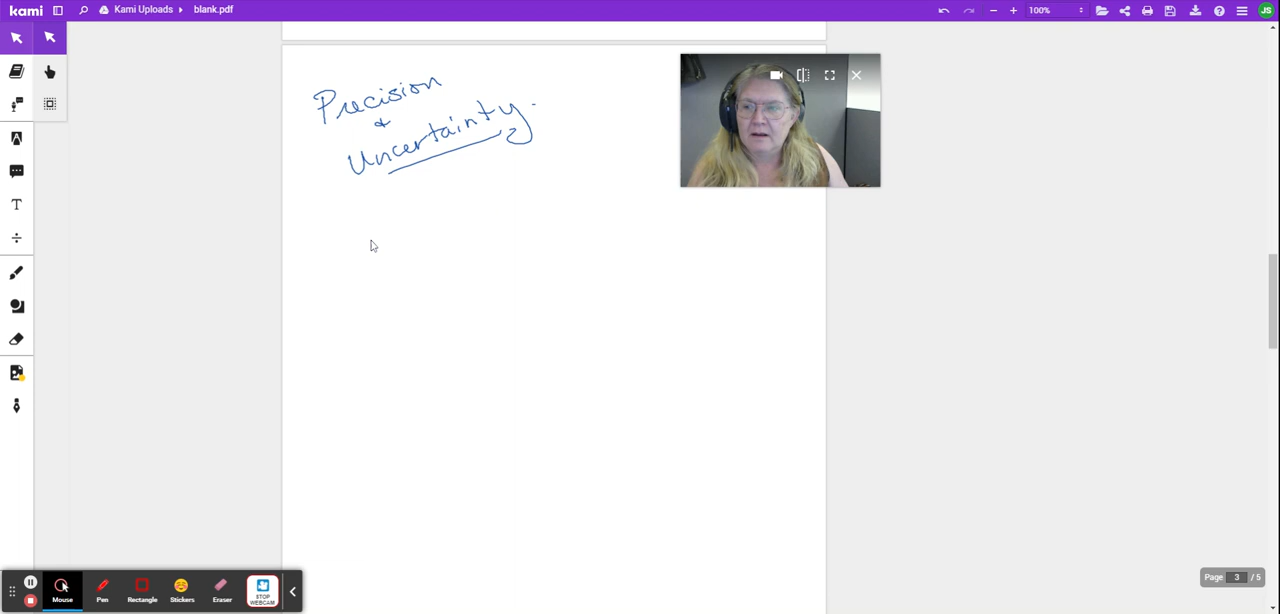 kami Kami Uploads blank.pdf 100% JS
Precision
+
Uncertainty.
Page 3 / 5
Mouse Pen Rectangle Stickers Eraser STOP WEBCAM